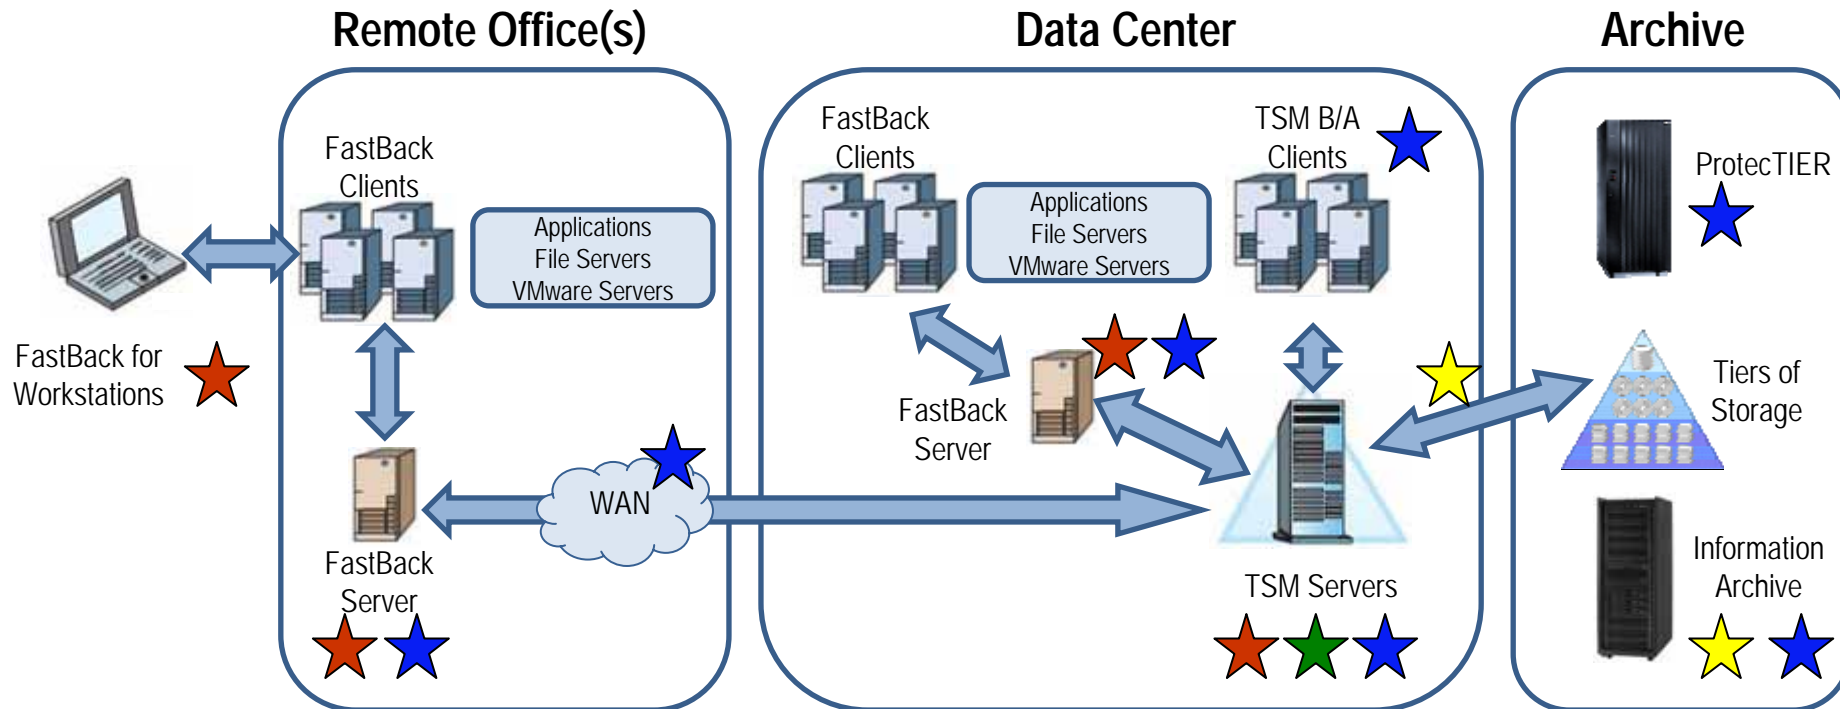 Remote Office(s)
Data Center
Archive
FastBack
Clients
Applications
File Servers
VMware Servers
FastBack for
Workstations
WAN
FastBack
Server
FastBack
Clients
TSM B/A
Clients
Applications
File Servers
VMware Servers
FastBack
Server
TSM Servers
ProtecTIER
Tiers of
Storage
Information
Archive